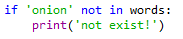 if 'onion' not in words:
    print('not exist!')